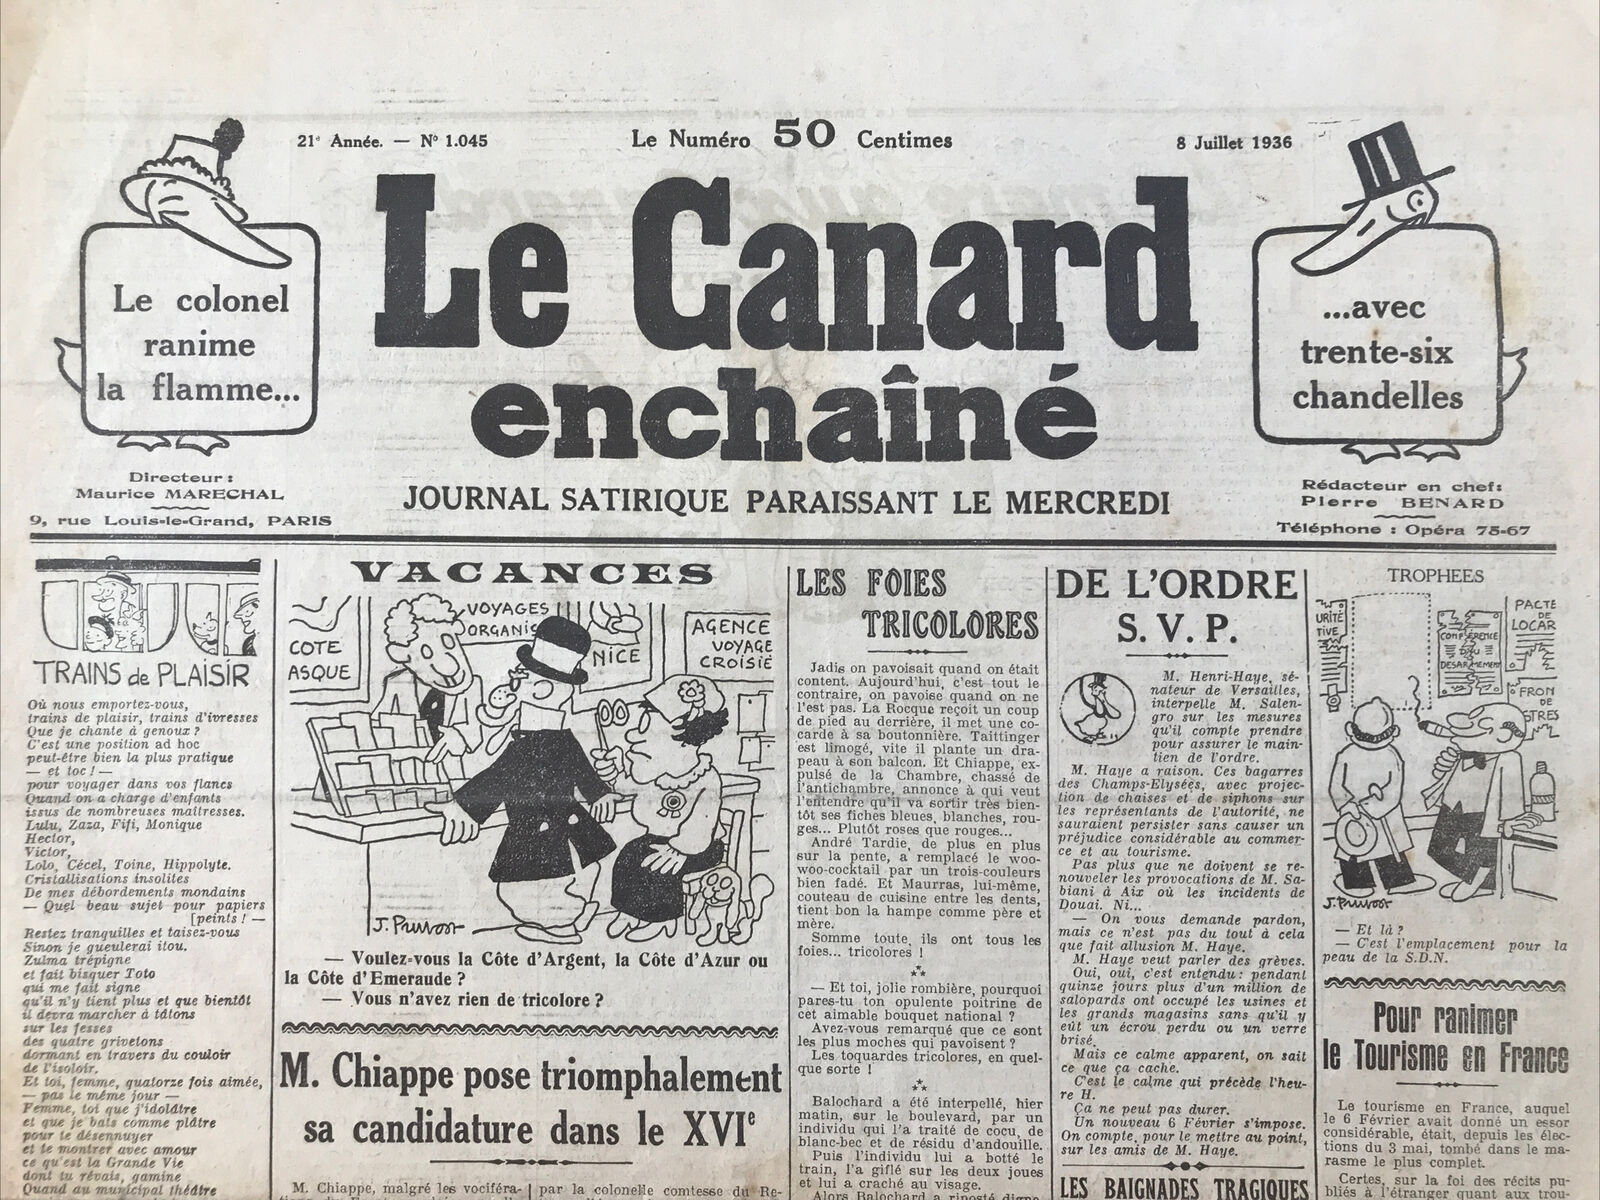 21e Année. — No 1.045
Le Numéro 50 Centimes
8 Juillet 1936
Le colonel
ranime
la flamme...
Le Canard
enchaîné
...avec
trente-six
chandelles
Directeur :
Maurice MARECHAL
9, rue Louis-le-Grand, PARIS
JOURNAL SATIRIQUE PARAISSANT LE MERCREDI
Rédacteur en chef:
Pierre BENARD
Téléphone : Opéra 75-67
TRAINS de PLAISIR
Où nous emportez-vous,
trains de plaisir, trains d'ivresses
Que je chante à genoux ?
C'est une position ad hoc
peut-être bien la plus pratique
— et toc ! —
pour voyager dans vos flancs
Quand on a charge d'enfants
issus de nombreuses maîtresses.
Lulu, Zaza, Fifi, Monique
Hector,
Victor,
Lolo, Cécel, Toine, Hippolyte.
Cristallisations insolites
De mes débordements mondains
— Quel beau sujet pour papiers
[peints ! —
Restez tranquilles et taisez-vous
Sinon je gueulerai itou.
Zulma trépigne
et fait bisquer Toto
qui me fait signe
qu'il n'y tient plus et que bientôt
il devra marcher à tâtons
sur les fesses
des quatre grivetons
dormant en travers du couloir
de l'isoloir.
Et toi, femme, quatorze fois aimée,
— pas le même jour —
Femme, toi que j'idolâtre
et que je bats comme plâtre
pour te désennuyer
et te montrer avec amour
ce qu'est la Grande Vie
dont tu rêvais, gamine
Quand au municipal théâtre
VACANCES
COTE
ASQUE
VOYAGES
ORGANIS
NICE
AGENCE
VOYAGE
CROISIÈ
J. Pruvost
— Voulez-vous la Côte d'Argent, la Côte d'Azur ou
la Côte d'Emeraude ?
— Vous n'avez rien de tricolore ?
M. Chiappe pose triomphalement
sa candidature dans le XVIe
M. Chiappe, malgré les vociféra-
par la colonelle comtesse du Re-
LES FOIES
TRICOLORES
Jadis on pavoisait quand on était
content. Aujourd'hui, c'est tout le
contraire, on pavoise quand on ne
l'est pas. La Rocque reçoit un coup
de pied au derrière, il met une co-
carde à sa boutonnière. Taittinger
est limogé, vite il plante un dra-
peau à son balcon. Et Chiappe, ex-
pulsé de la Chambre, chassé de
l'antichambre, annonce à qui veut
l'entendre qu'il va sortir très bien-
tôt ses fiches bleues, blanches, rou-
ges... Plutôt roses que rouges...
André Tardie, de plus en plus
sur la pente, a remplacé le woo-
woo-cocktail par un trois-couleurs
bien fadé. Et Maurras, lui-même,
couteau de cuisine entre les dents,
tient bon la hampe comme père et
mère.
Somme toute, ils ont tous les
foies... tricolores !
— Et toi, jolie rombière, pourquoi
pares-tu ton opulente poitrine de
cet aimable bouquet national ?
Avez-vous remarqué que ce sont
les plus moches qui pavoisent ?
Les toquardes tricolores, en quel-
que sorte !
Balochard a été interpellé, hier
matin, sur le boulevard, par un
individu qui l'a traité de cocu, de
blanc-bec et de résidu d'andouille.
Puis l'individu lui a botté le
train, l'a giflé sur les deux joues
et lui a craché au visage.
Alors Balochard a riposté digne-
DE L'ORDRE
S. V. P.
M. Henri-Haye, sé-
nateur de Versailles,
interpelle M. Salen-
gro sur les mesures
qu'il compte prendre
pour assurer le main-
tien de l'ordre.
M. Haye a raison. Ces bagarres
des Champs-Elysées, avec projec-
tion de chaises et de siphons sur
les représentants de l'autorité, ne
sauraient persister sans causer un
préjudice considérable au commer-
ce et au tourisme.
Pas plus que ne doivent se re-
nouveler les provocations de M. Sa-
biani à Aix où les incidents de
Douai. Ni...
— On vous demande pardon,
mais ce n'est pas du tout à cela
que fait allusion M. Haye.
M. Haye veut parler des grèves.
Oui, oui, c'est entendu : pendant
quinze jours plus d'un million de
salopards ont occupé les usines et
les grands magasins sans qu'il y
eût un écrou perdu ou un verre
brisé.
Mais ce calme apparent, on sait
ce que ça cache.
C'est le calme qui précède l'heu-
re H.
Ça ne peut pas durer.
Un nouveau 6 Février s'impose.
On compte, pour le mettre au point,
sur les amis de M. Haye.
LES BAIGNADES TRAGIQUES
TROPHEES
URITÉ
TIVE
CONFERENCE
DU
DESARMEMENT
PACTE
DE
LOCAR
FRON
DE
STRES
J. Pruvost
— Et là ?
— C'est l'emplacement pour la
peau de la S.D.N.
Pour ranimer
le Tourisme en France
Le tourisme en France, auquel
le 6 Février avait donné un essor
considérable, était, depuis les élec-
tions du 3 mai, tombé dans le ma-
rasme le plus complet.
Certes, sur la foi des récits pu-
bliés à l'étranger quant aux